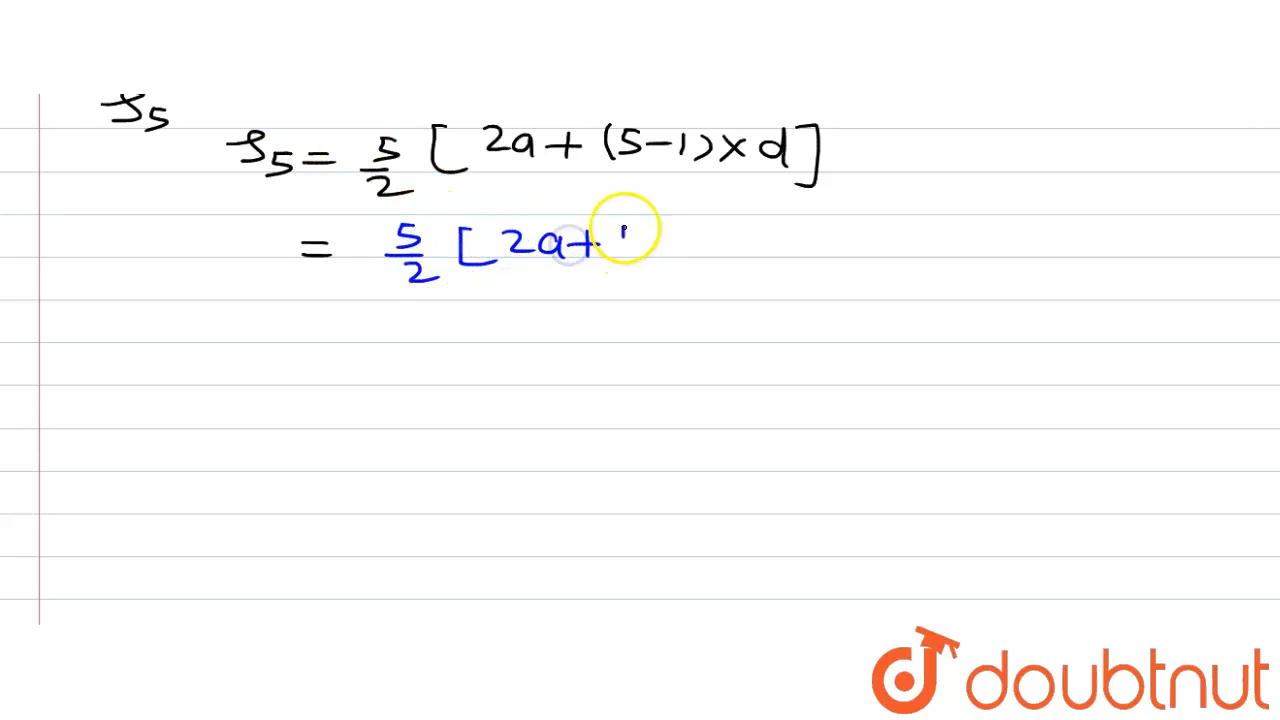 S5
S5 = 5/2 [ 2a + (5-1) × d ]
= 5/2 [ 2a +
doubtnut